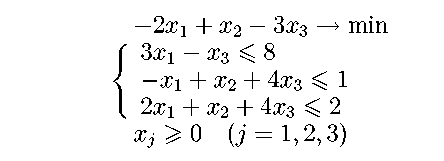 −2x₁ + x₂ − 3x₃ → min
3x₁ − x₃ ⩽ 8
−x₁ + x₂ + 4x₃ ⩽ 1
2x₁ + x₂ + 4x₃ ⩽ 2
xⱼ ⩾ 0 (j = 1, 2, 3)